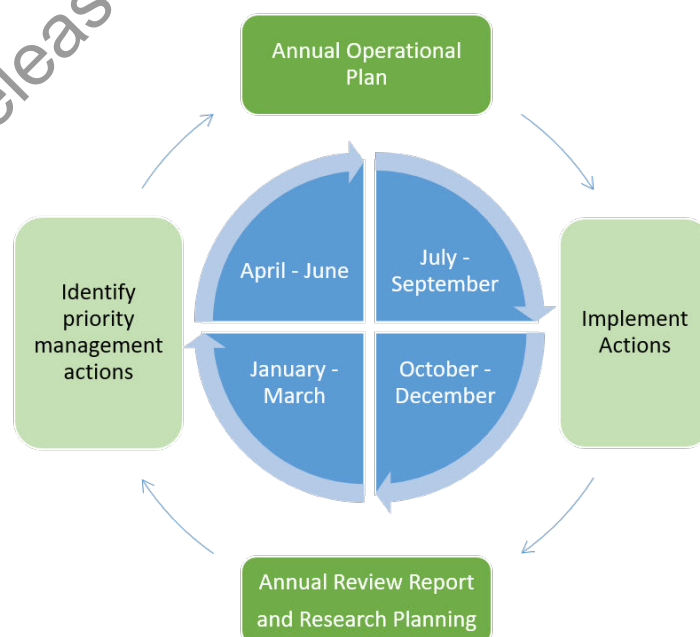 Annual Operational
Plan
April - June
July -
September
Identify
priority
management
actions
Implement
Actions
January -
March
October -
December
Annual Review Report
and Research Planning